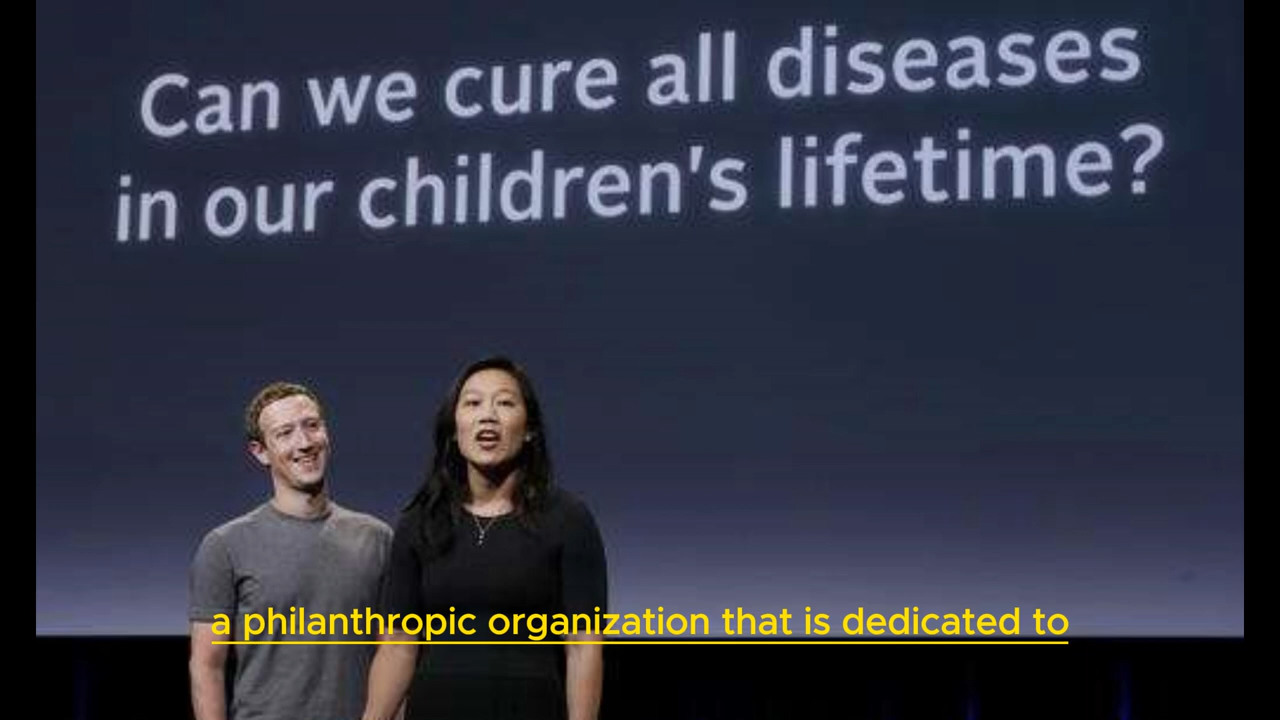 Can we cure all diseases
in our children's lifetime?
a philanthropic organization that is dedicated to